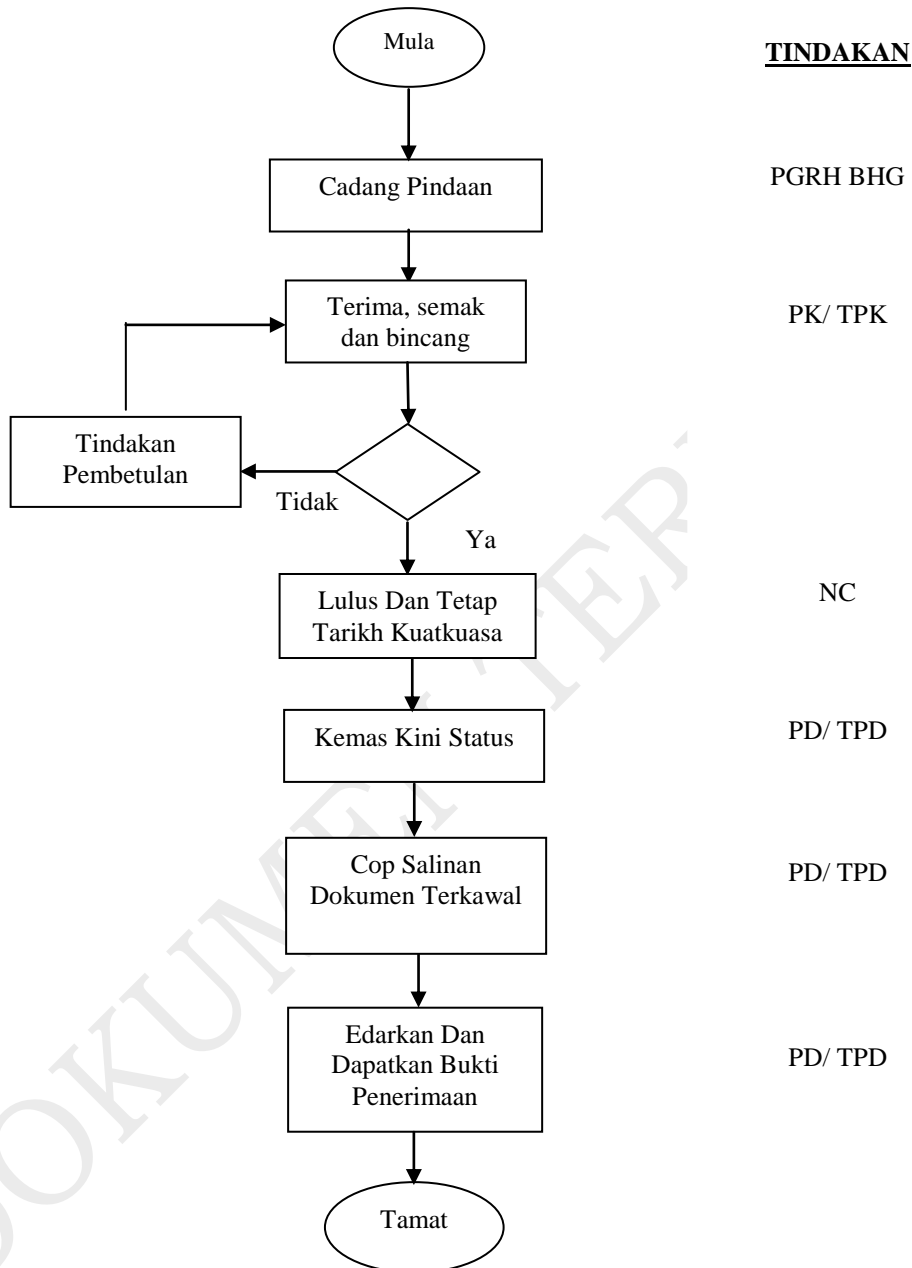 Mula
TINDAKAN
Cadang Pindaan
PGRH BHG
Terima, semak
dan bincang
PK/ TPK
Tindakan
Pembetulan
Tidak
Ya
Lulus Dan Tetap
Tarikh Kuatkuasa
NC
Kemas Kini Status
PD/ TPD
Cop Salinan
Dokumen Terkawal
PD/ TPD
Edarkan Dan
Dapatkan Bukti
Penerimaan
PD/ TPD
Tamat
DOKUMEN TER